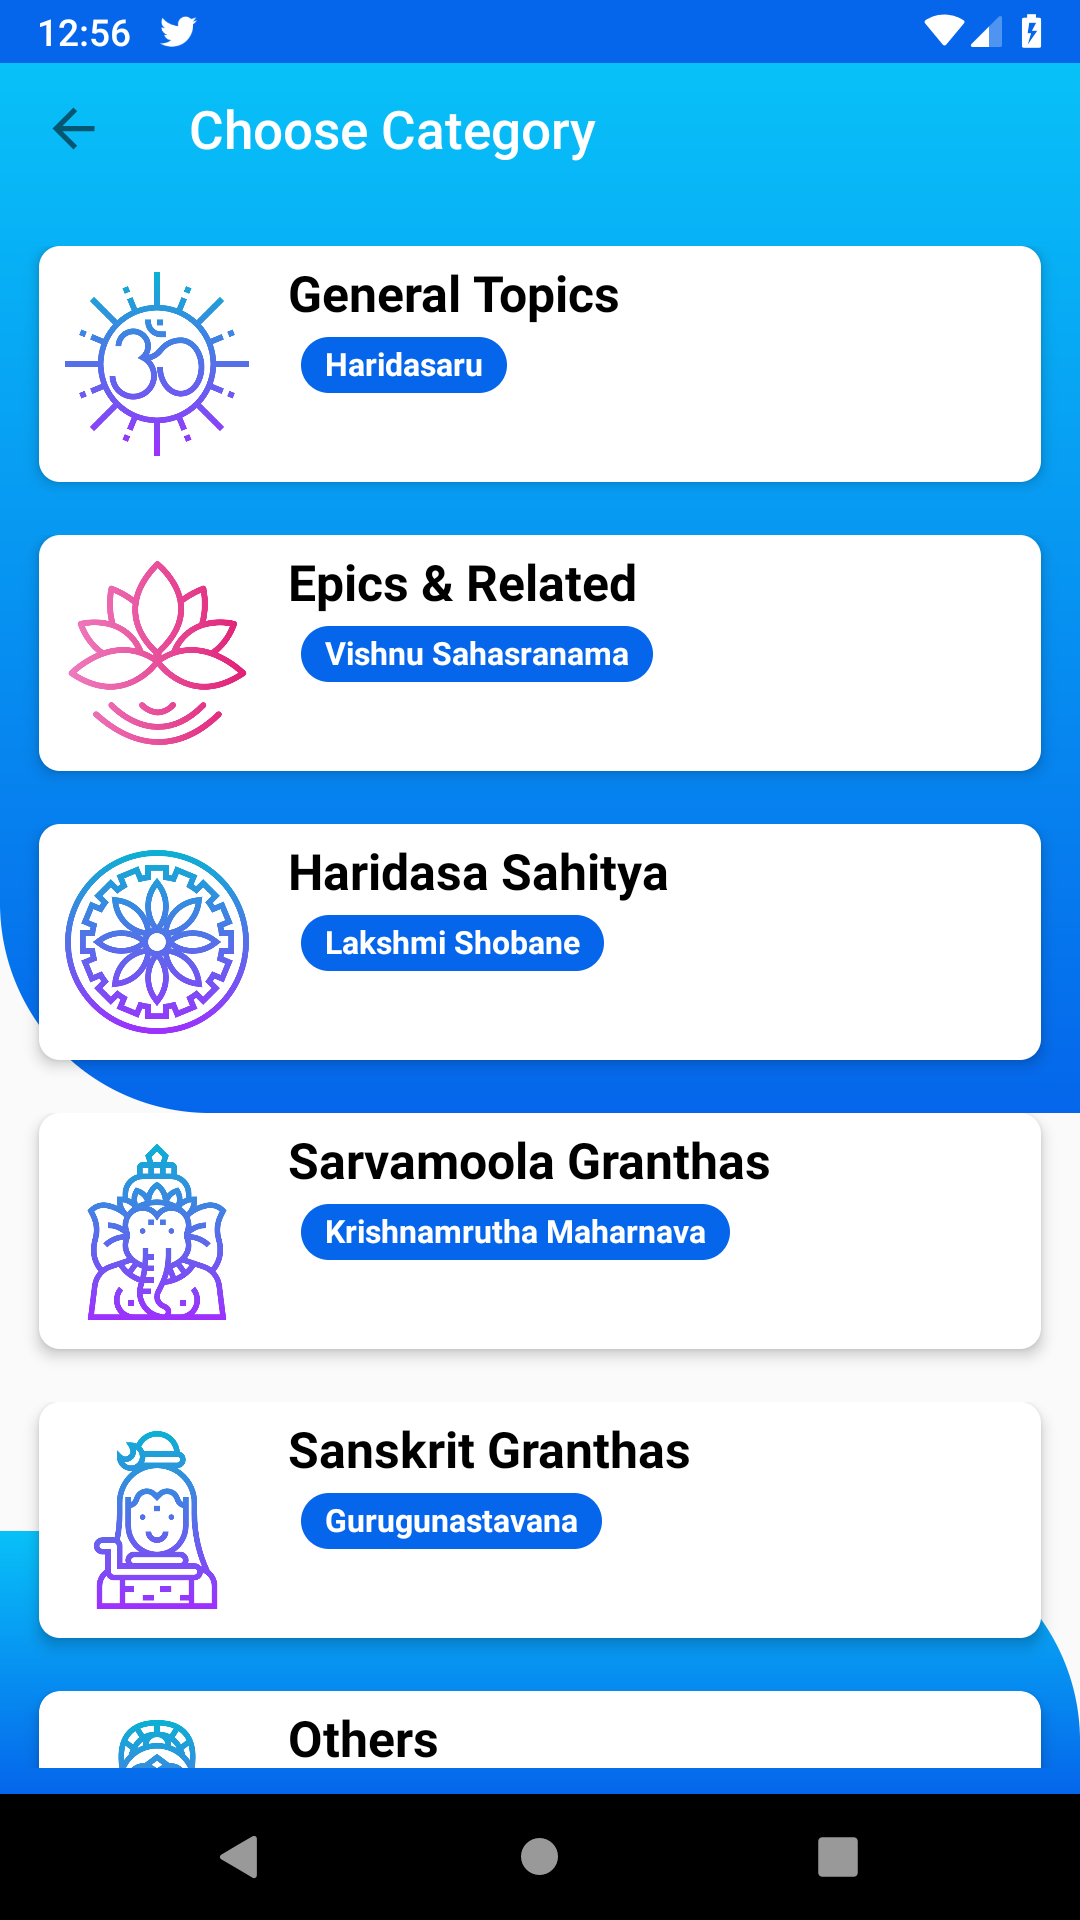 12:56
Choose Category
General Topics
Haridasaru
Epics & Related
Vishnu Sahasranama
Haridasa Sahitya
Lakshmi Shobane
Sarvamoola Granthas
Krishnamrutha Maharnava
Sanskrit Granthas
Gurugunastavana
Others